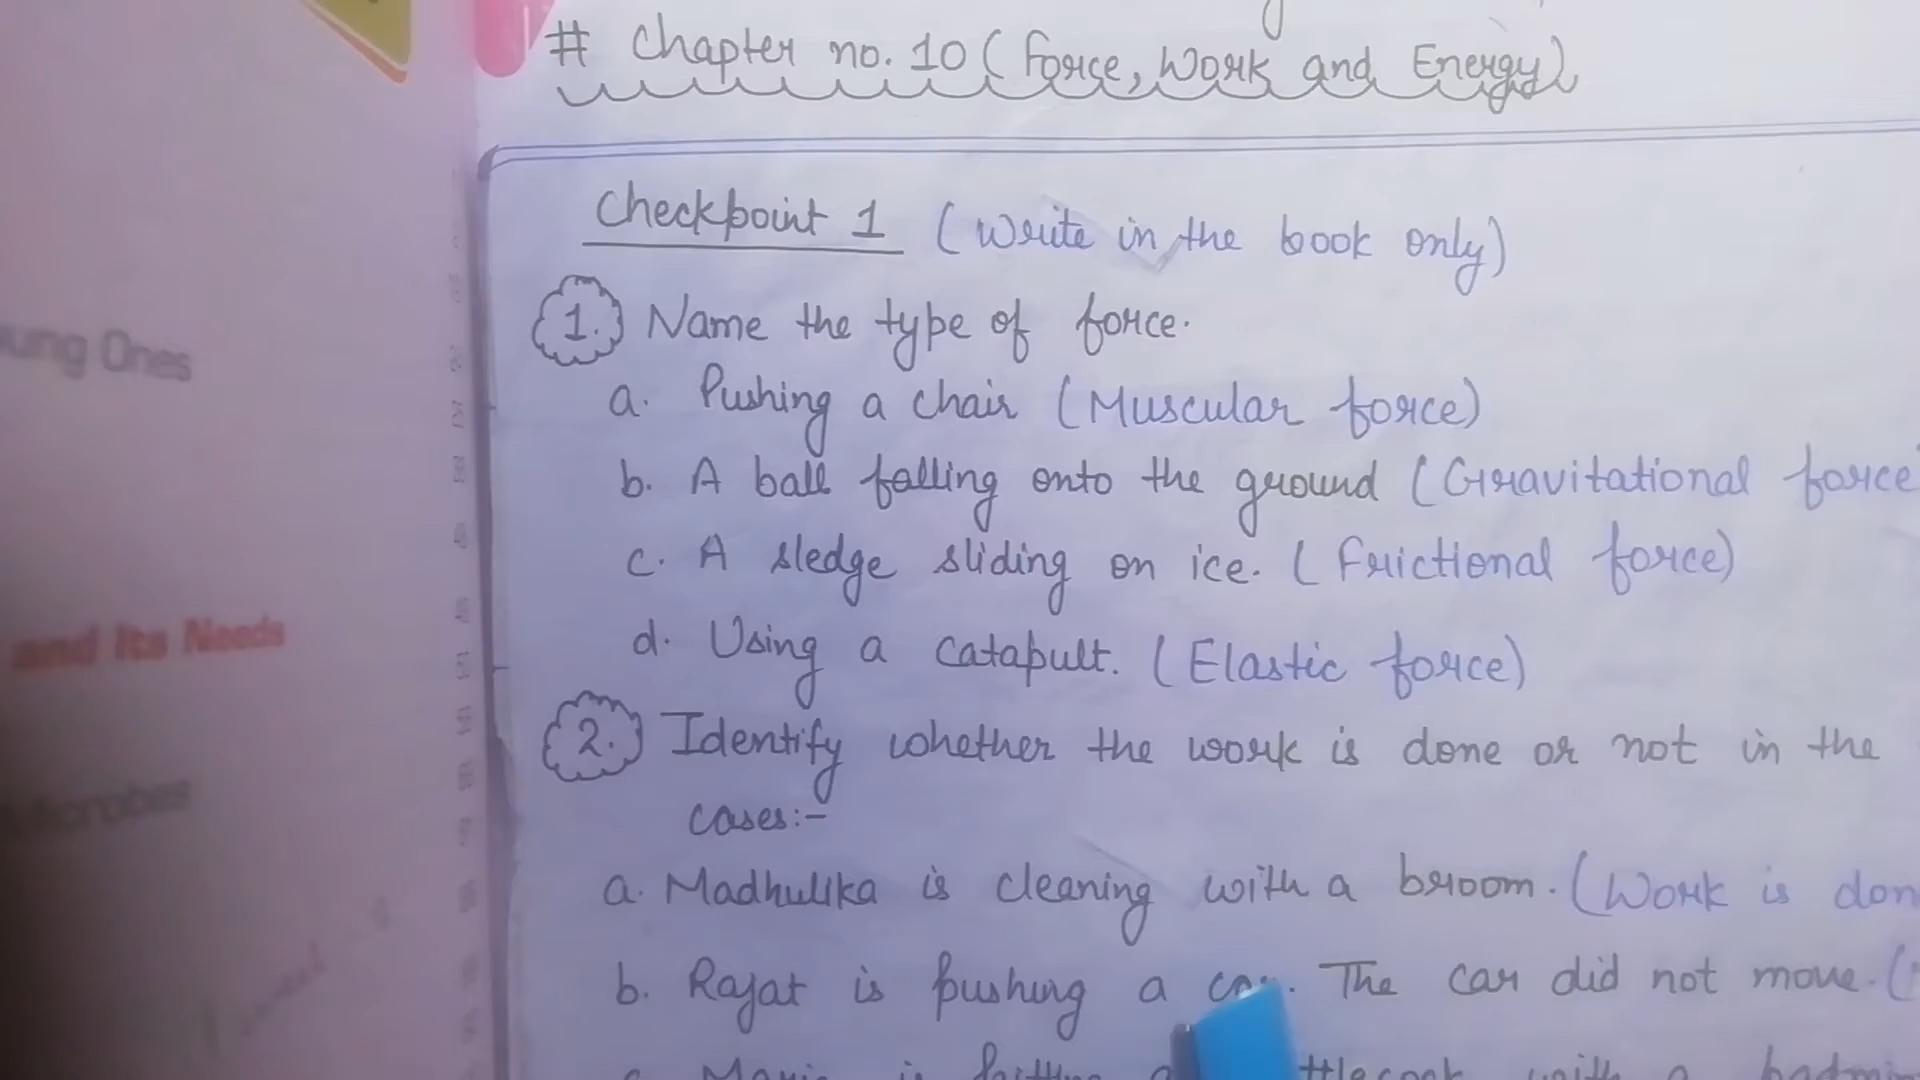 # Chapter no. 10 (Force, Work and Energy)
Checkpoint 1 (Write in the book only)
1. Name the type of force.
a. Pushing a chair (Muscular force)
b. A ball falling onto the ground (Gravitational force
c. A sledge sliding on ice. (Frictional force)
d. Using a catapult. (Elastic force)
2. Identify whether the work is done or not in the
cases:-
a. Madhulika is cleaning with a broom. (Work is don
b. Rajat is pushing a car. The car did not move. (
ung Ones
and Its Needs
Microbes